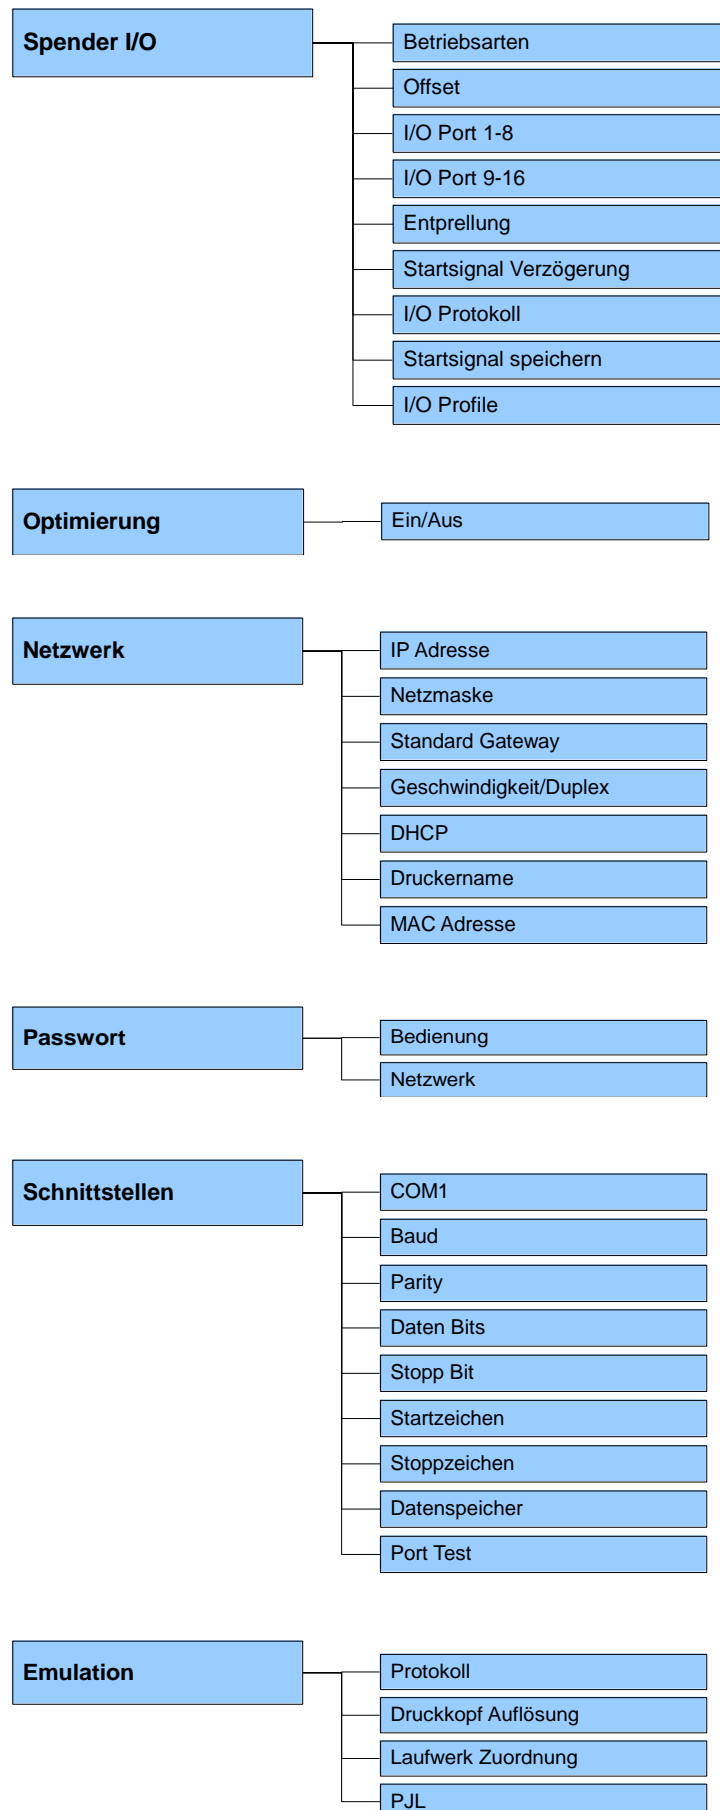 Spender I/O
Betriebsarten
Offset
I/O Port 1-8
I/O Port 9-16
Entprellung
Startsignal Verzögerung
I/O Protokoll
Startsignal speichern
I/O Profile
Optimierung
Ein/Aus
Netzwerk
IP Adresse
Netzmaske
Standard Gateway
Geschwindigkeit/Duplex
DHCP
Druckername
MAC Adresse
Passwort
Bedienung
Netzwerk
Schnittstellen
COM1
Baud
Parity
Daten Bits
Stopp Bit
Startzeichen
Stoppzeichen
Datenspeicher
Port Test
Emulation
Protokoll
Druckkopf Auflösung
Laufwerk Zuordnung
PJL